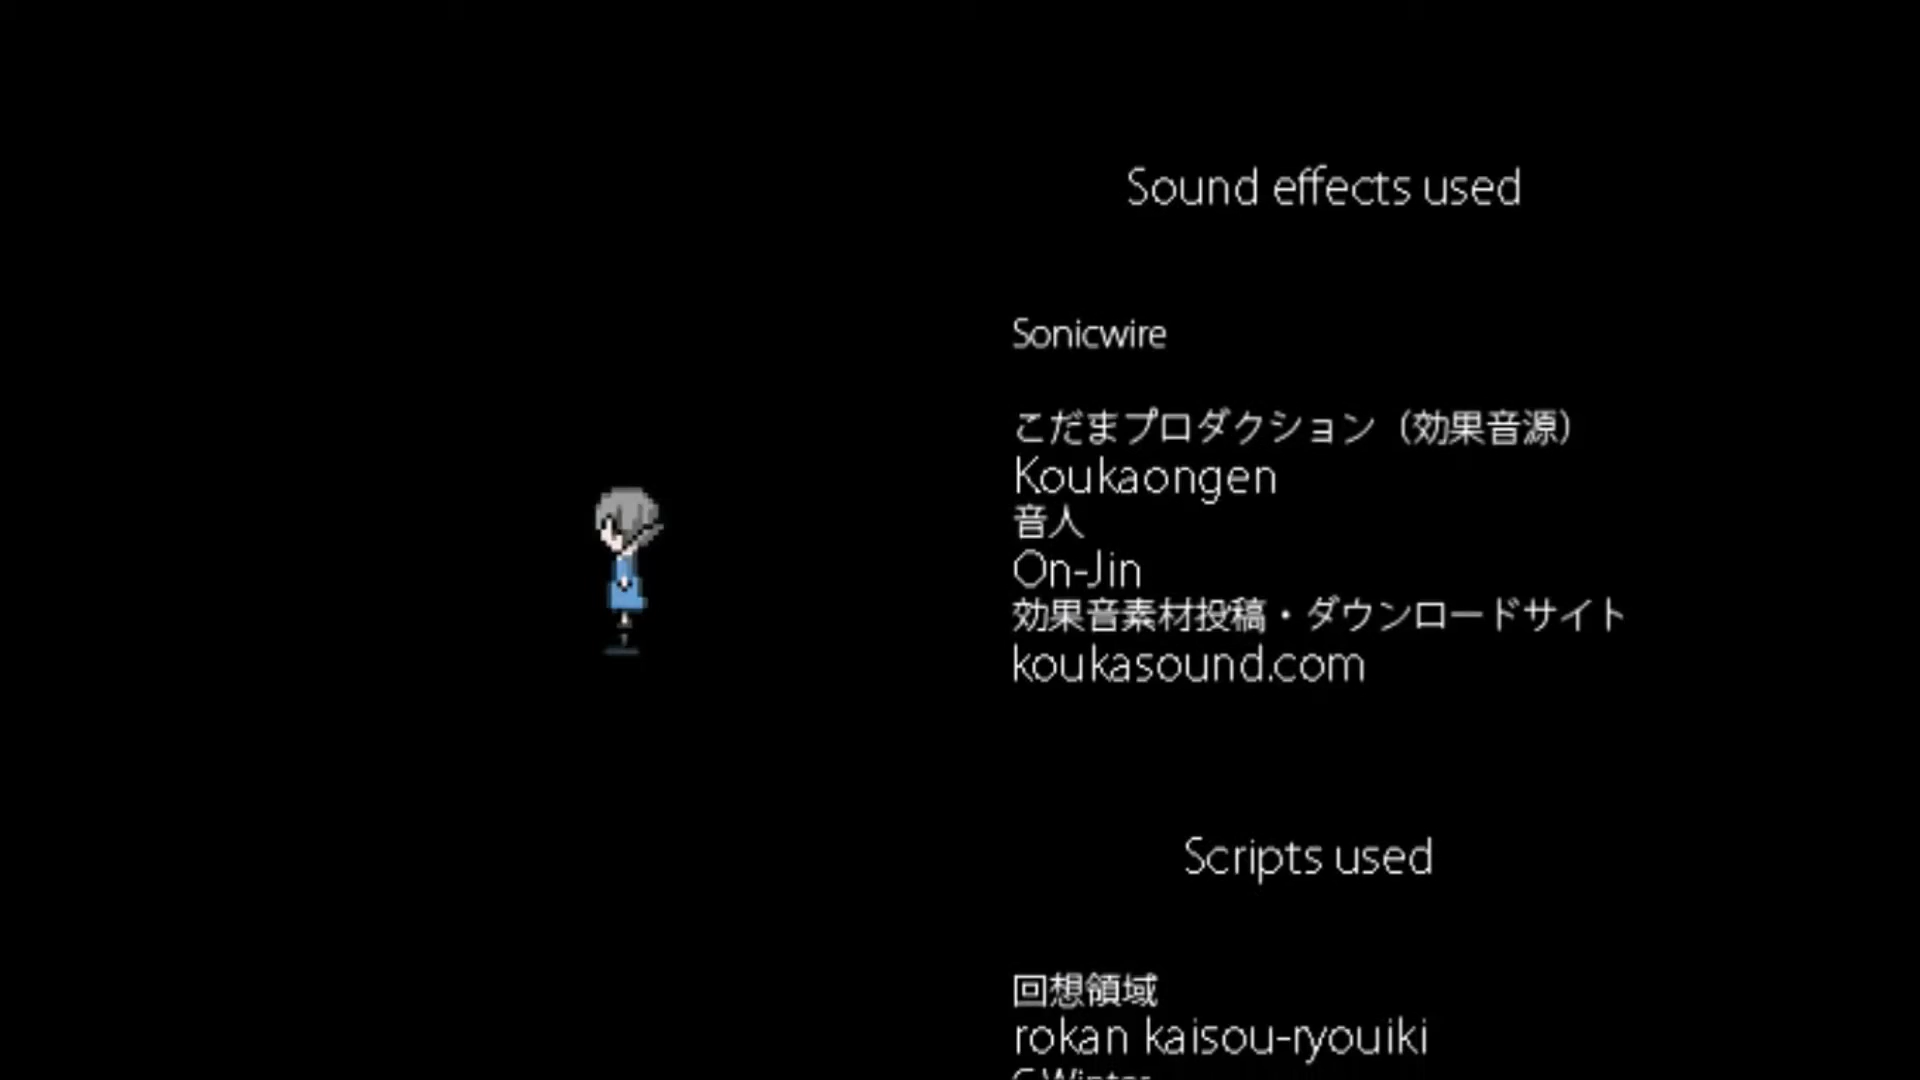 Sound effects used
Sonicwire
こだまプロダクション（効果音源）
Koukaongen
音人
On-Jin
効果音素材投稿・ダウンロードサイト
koukasound.com
Scripts used
回想領域
rokan kaisou-ryouiki